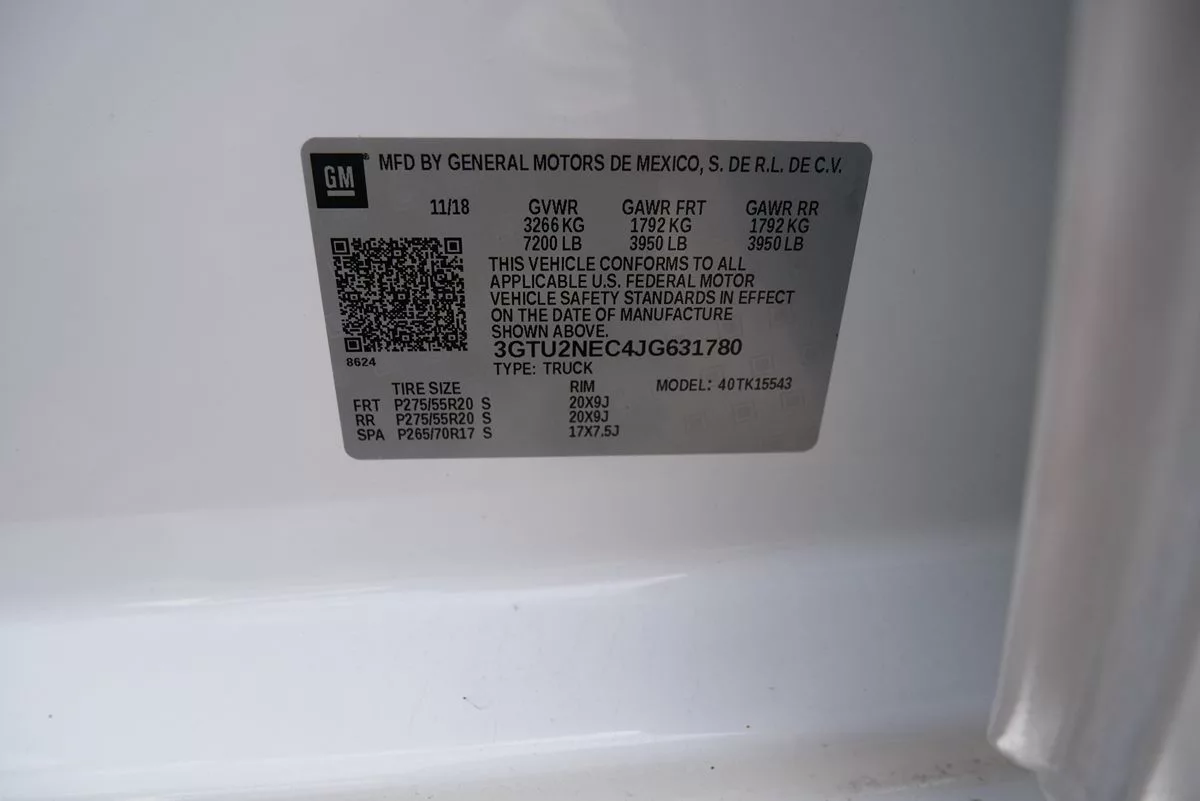 GM
® MFD BY GENERAL MOTORS DE MEXICO, S. DE R.L. DE C.V.
11/18 GVWR GAWR FRT GAWR RR
3266 KG 1792 KG 1792 KG
7200 LB 3950 LB 3950 LB
THIS VEHICLE CONFORMS TO ALL
APPLICABLE U.S. FEDERAL MOTOR
VEHICLE SAFETY STANDARDS IN EFFECT
ON THE DATE OF MANUFACTURE
SHOWN ABOVE.
3GTU2NEC4JG631780
8624
TYPE: TRUCK
TIRE SIZE RIM MODEL: 40TK15543
FRT P275/55R20 S 20X9J
RR P275/55R20 S 20X9J
SPA P265/70R17 S 17X7.5J